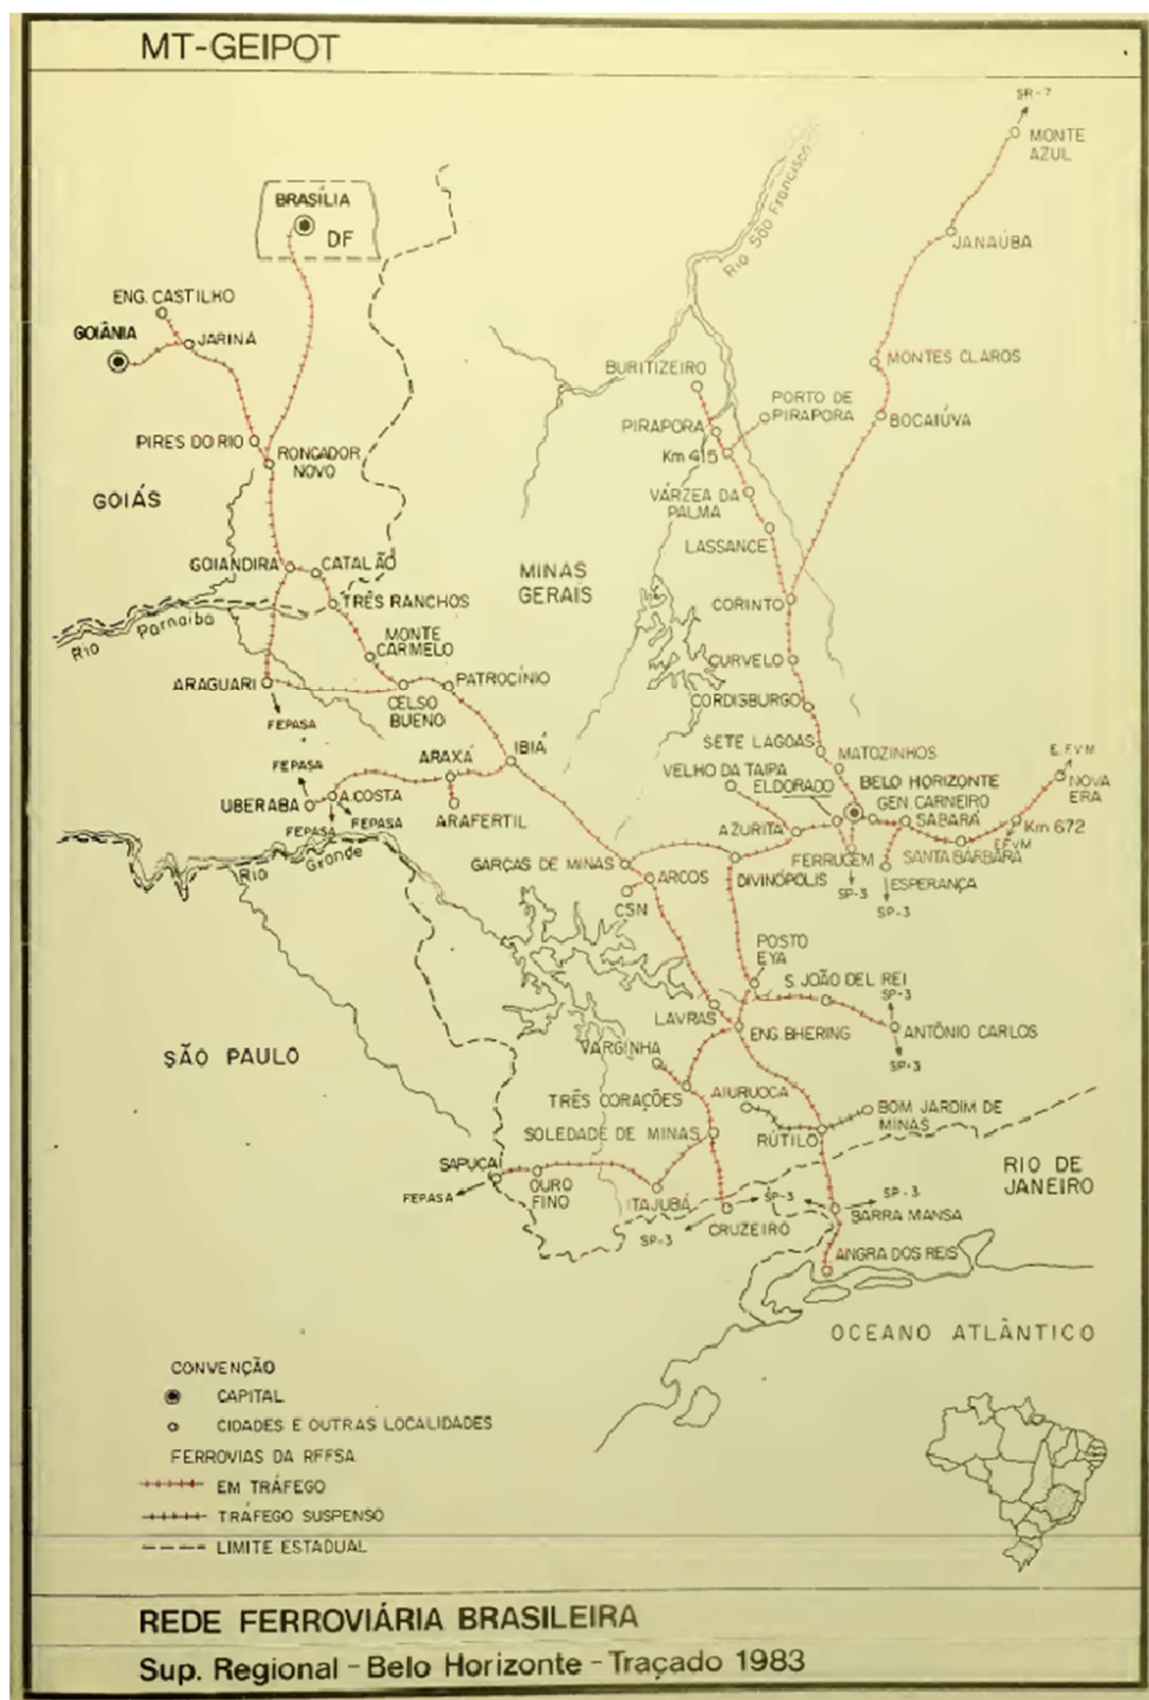 MT-GEIPOT
SR-7
MONTE
AZUL
BRASÍLIA
DF
Rio São Francisco
JANAÚBA
ENG. CASTILHO
GOIÂNIA
JARINA
BURITIZEIRO
MONTES CLAROS
PORTO DE
PIRAPORA
BOCAIÚVA
PIRAPORA
PIRES DO RIO
RONCADOR
NOVO
Km 415
GOIÁS
VÁRZEA DA
PALMA
LASSANCE
GOIANDIRA
CATALÃO
MINAS
GERAIS
TRÊS RANCHOS
CORINTO
Rio Parnaiba
MONTE
CARMELO
CURVELO
ARAGUARI
PATROCÍNIO
CELSO
BUENO
CORDISBURGO
FEPASA
SETE LAGOAS
MATOZINHOS
IBIÁ
E.F.V.M
ARAXÁ
FEPASA
VELHO DA TAIPA
ELDORADO
BELO HORIZONTE
NOVA
ERA
UBERABA
A.COSTA
GEN. CARNEIRO
SABARÁ
ARAFERTIL
FEPASA
FEPASA
AZURITA
Km 672
EFVM
Rio Grande
GARÇAS DE MINAS
FERRUGEM
SANTA BÁRBARA
ARCOS
DIVINÓPOLIS
SP-3
ESPERANÇA
CSN
SP-3
POSTO
EYA
S. JOÃO DEL REI
SP-3
LAVRAS
ENG. BHERING
ANTÔNIO CARLOS
VARGINHA
SÃO PAULO
SP-3
TRÊS CORAÇÕES
AIURUOCA
BOM JARDIM DE
MINAS
SOLEDADE DE MINAS
RUTILO
SAPUCAÍ
RIO DE
JANEIRO
FEPASA
OURO
FINO
ITAJUBÁ
SP-3
SP-3
CRUZEIRO
BARRA MANSA
SP-3
ANGRA DOS REIS
OCEANO ATLÂNTICO
CONVENÇÃO
CAPITAL
CIDADES E OUTRAS LOCALIDADES
FERROVIAS DA RFFSA
EM TRÁFEGO
TRÁFEGO SUSPENSO
LIMITE ESTADUAL
REDE FERROVIÁRIA BRASILEIRA
Sup. Regional - Belo Horizonte - Traçado 1983